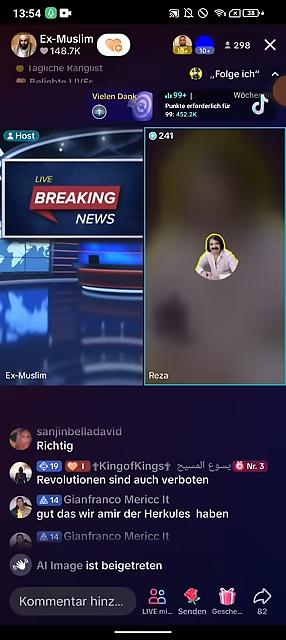 13:54
53
Ex-Muslim
148.7K
10+
10+
298
Tägliche Rangliste
Beliebte LIVEs
„Folge ich“
Vielen Dank
99+
Punkte erforderlich für
99: 452.2K
Host
241
LIVE
BREAKING
NEWS
Ex-Muslim
Reza
sanjinbelladavid
Richtig
19 I ✝KingofKings✝ يسوع المسيح Nr. 3
Revolutionen sind auch verboten
14 Gianfranco Mericc It
gut das wir amir der Herkules haben
14 Gianfranco Mericc It
AI Image ist beigetreten
Kommentar hinz...
LIVE mi...
Senden
Gesche...
82